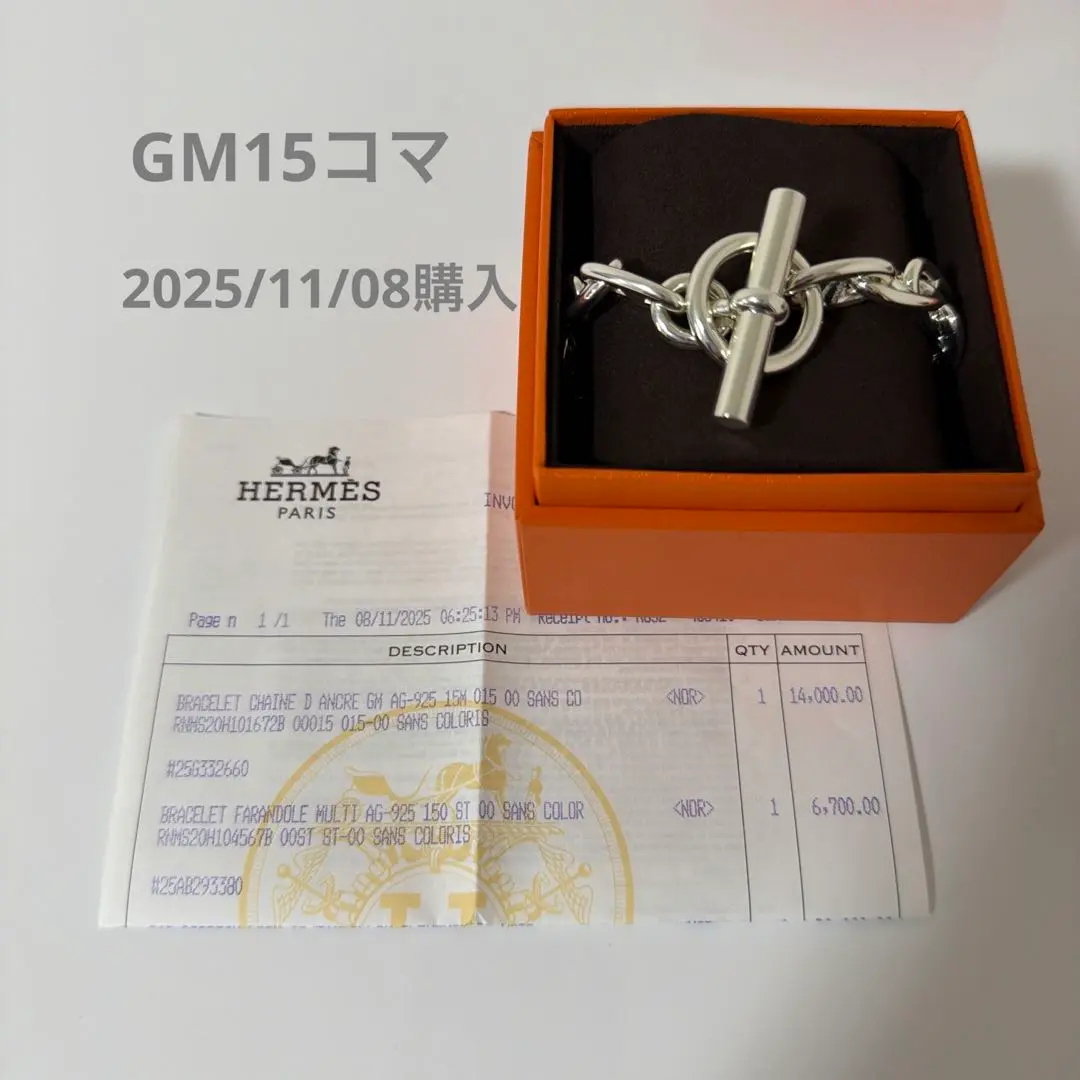 GM15コマ
2025/11/08購入
HERMÈS
PARIS
Page n 1 /1 The 08/11/2025 06:25:13 PM Receipt No.:
DESCRIPTION QTY AMOUNT
BRACELET CHAINE D ANCRE GM AG-925 15M 015 00 SANS CO <NOR> 1 14,000.00
RNMS20H101672B 00015 015-00 SANS COLORIS
#25G332660
BRACELET FARANDOLE MULTI AG-925 150 ST 00 SANS COLOR <NOR> 1 6,700.00
RNMS20H104567B 00ST ST-00 SANS COLORIS
#25AB293380